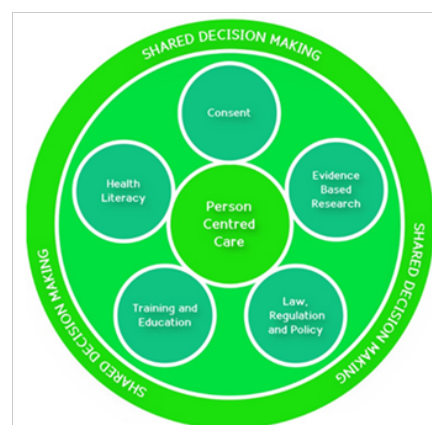 SHARED DECISION MAKING
Consent
Health
Literacy
Evidence
Based
Research
Person
Centred
Care
Training and
Education
Law,
Regulation
and Policy
SHARED DECISION MAKING
SHARED DECISION MAKING